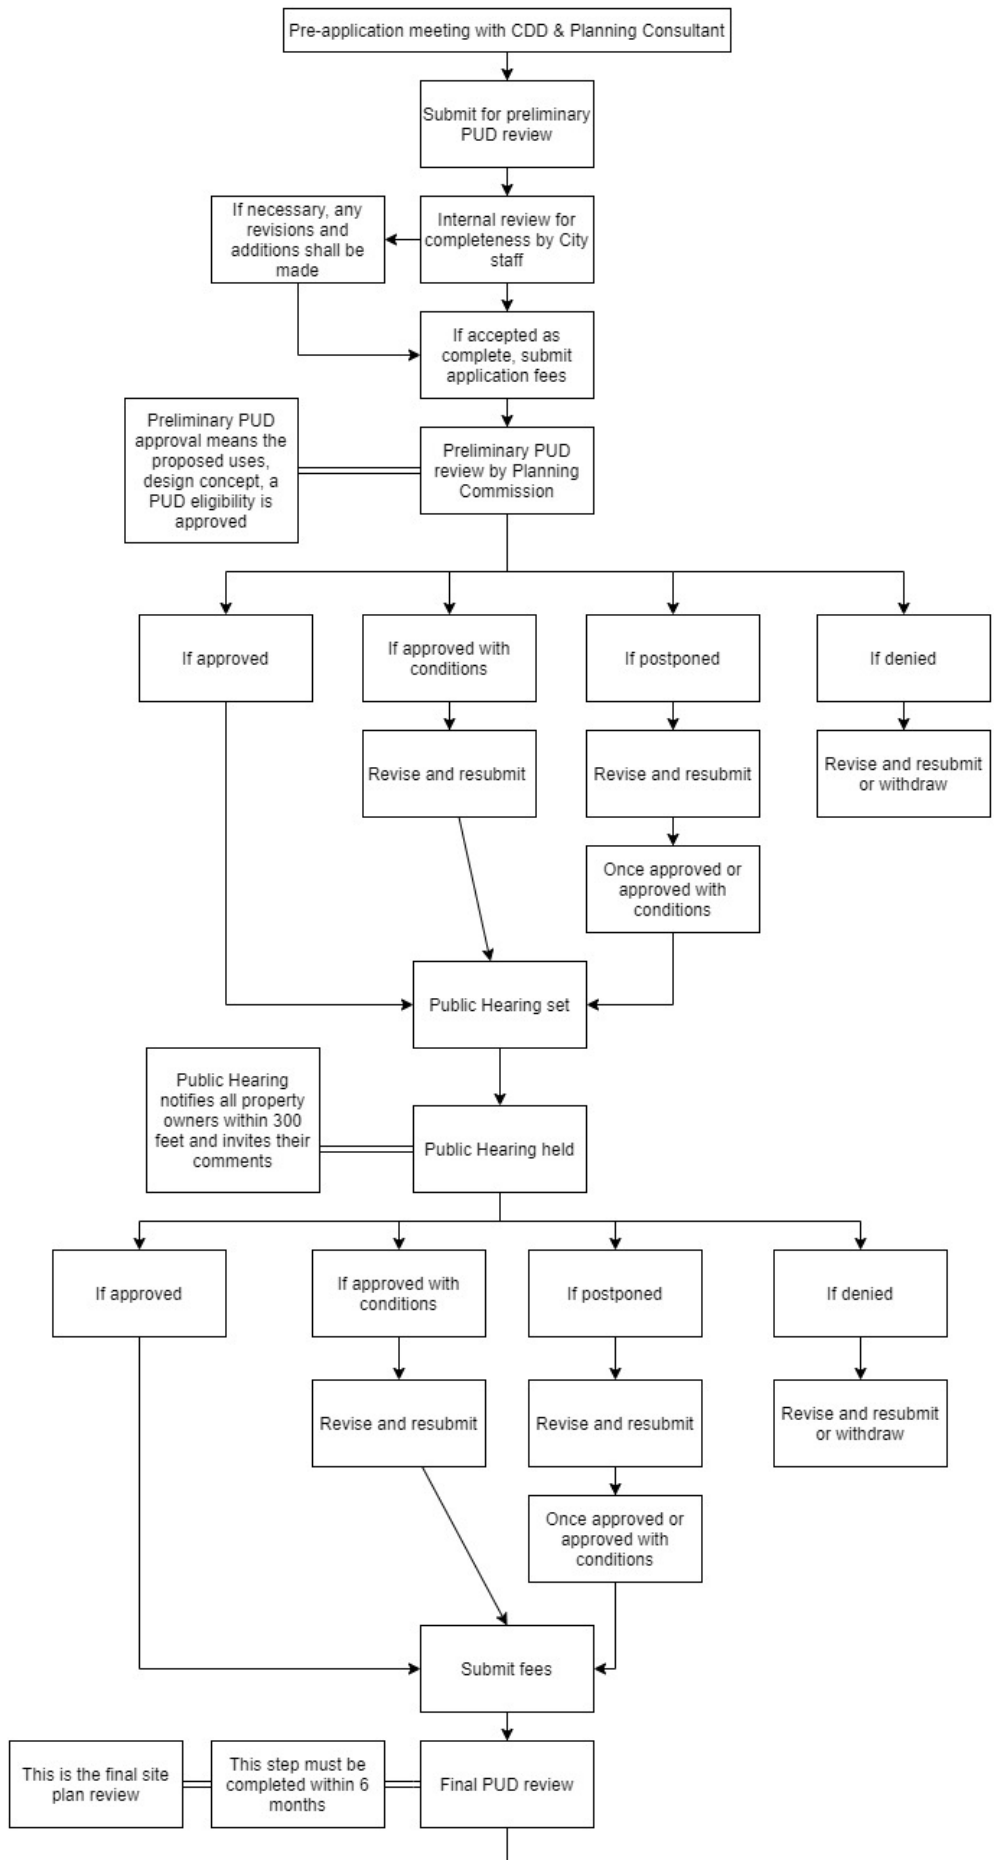 Pre-application meeting with CDD & Planning Consultant
Submit for preliminary
PUD review
If necessary, any
revisions and
additions shall be
made
Internal review for
completeness by City
staff
If accepted as
complete, submit
application fees
Preliminary PUD
approval means the
proposed uses,
design concept, a
PUD eligibility is
approved
Preliminary PUD
review by Planning
Commission
If approved
If approved with
conditions
If postponed
If denied
Revise and resubmit
Revise and resubmit
Revise and resubmit
or withdraw
Once approved or
approved with
conditions
Public Hearing set
Public Hearing
notifies all property
owners within 300
feet and invites their
comments
Public Hearing held
If approved
If approved with
conditions
If postponed
If denied
Revise and resubmit
Revise and resubmit
Revise and resubmit
or withdraw
Once approved or
approved with
conditions
Submit fees
This is the final site
plan review
This step must be
completed within 6
months
Final PUD review